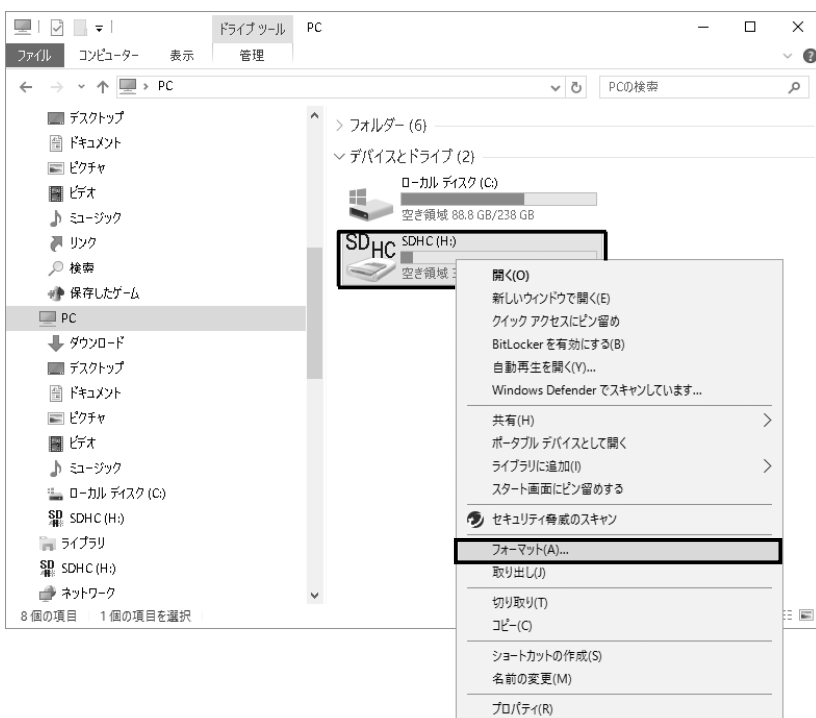 ドライブ ツール PC
ファイル コンピューター 表示 管理
PC
PCの検索
デスクトップ
ドキュメント
ピクチャ
ビデオ
ミュージック
リンク
検索
保存したゲーム
PC
ダウンロード
デスクトップ
ドキュメント
ピクチャ
ビデオ
ミュージック
ローカル ディスク (C:)
SDHC (H:)
ライブラリ
SDHC (H:)
ネットワーク
フォルダー (6)
デバイスとドライブ (2)
ローカル ディスク (C:)
空き領域 88.8 GB/238 GB
SDHC SDHC (H:)
空き領域
開く(O)
新しいウィンドウで開く(E)
クイック アクセスにピン留め
BitLocker を有効にする(B)
自動再生を開く(Y)...
Windows Defender でスキャンしています...
共有(H)
ポータブル デバイスとして開く
ライブラリに追加(I)
スタート画面にピン留めする
セキュリティ脅威のスキャン
フォーマット(A)...
取り出し(J)
切り取り(T)
コピー(C)
ショートカットの作成(S)
名前の変更(M)
プロパティ(R)
8 個の項目 1 個の項目を選択